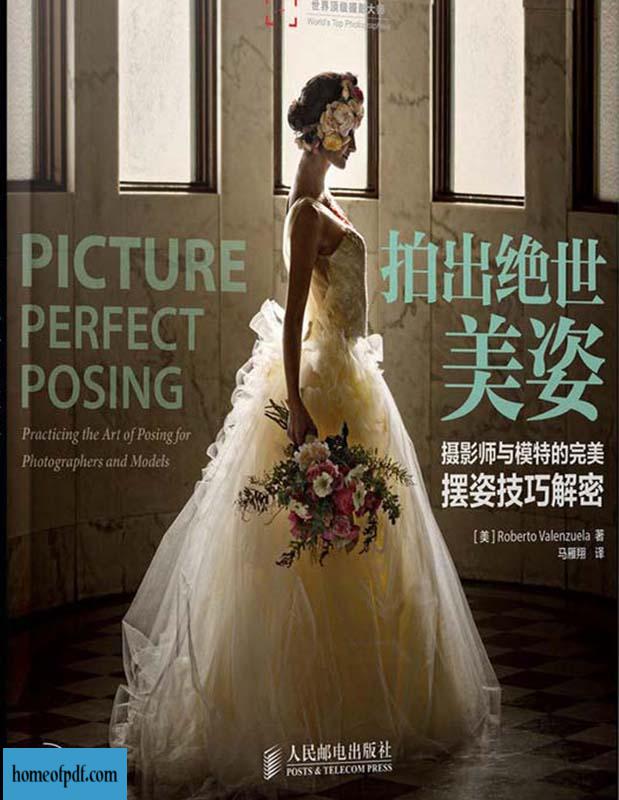 世界顶级摄影大师
World's Top Photographers
PICTURE
PERFECT
POSING
Practicing the Art of Posing for
Photographers and Models
拍出绝世
美姿
摄影师与模特的完美
摆姿技巧解密
[美] Roberto Valenzuela 著
马雁翔 译
人民邮电出版社
POSTS & TELECOM PRESS
homeofpdf.com